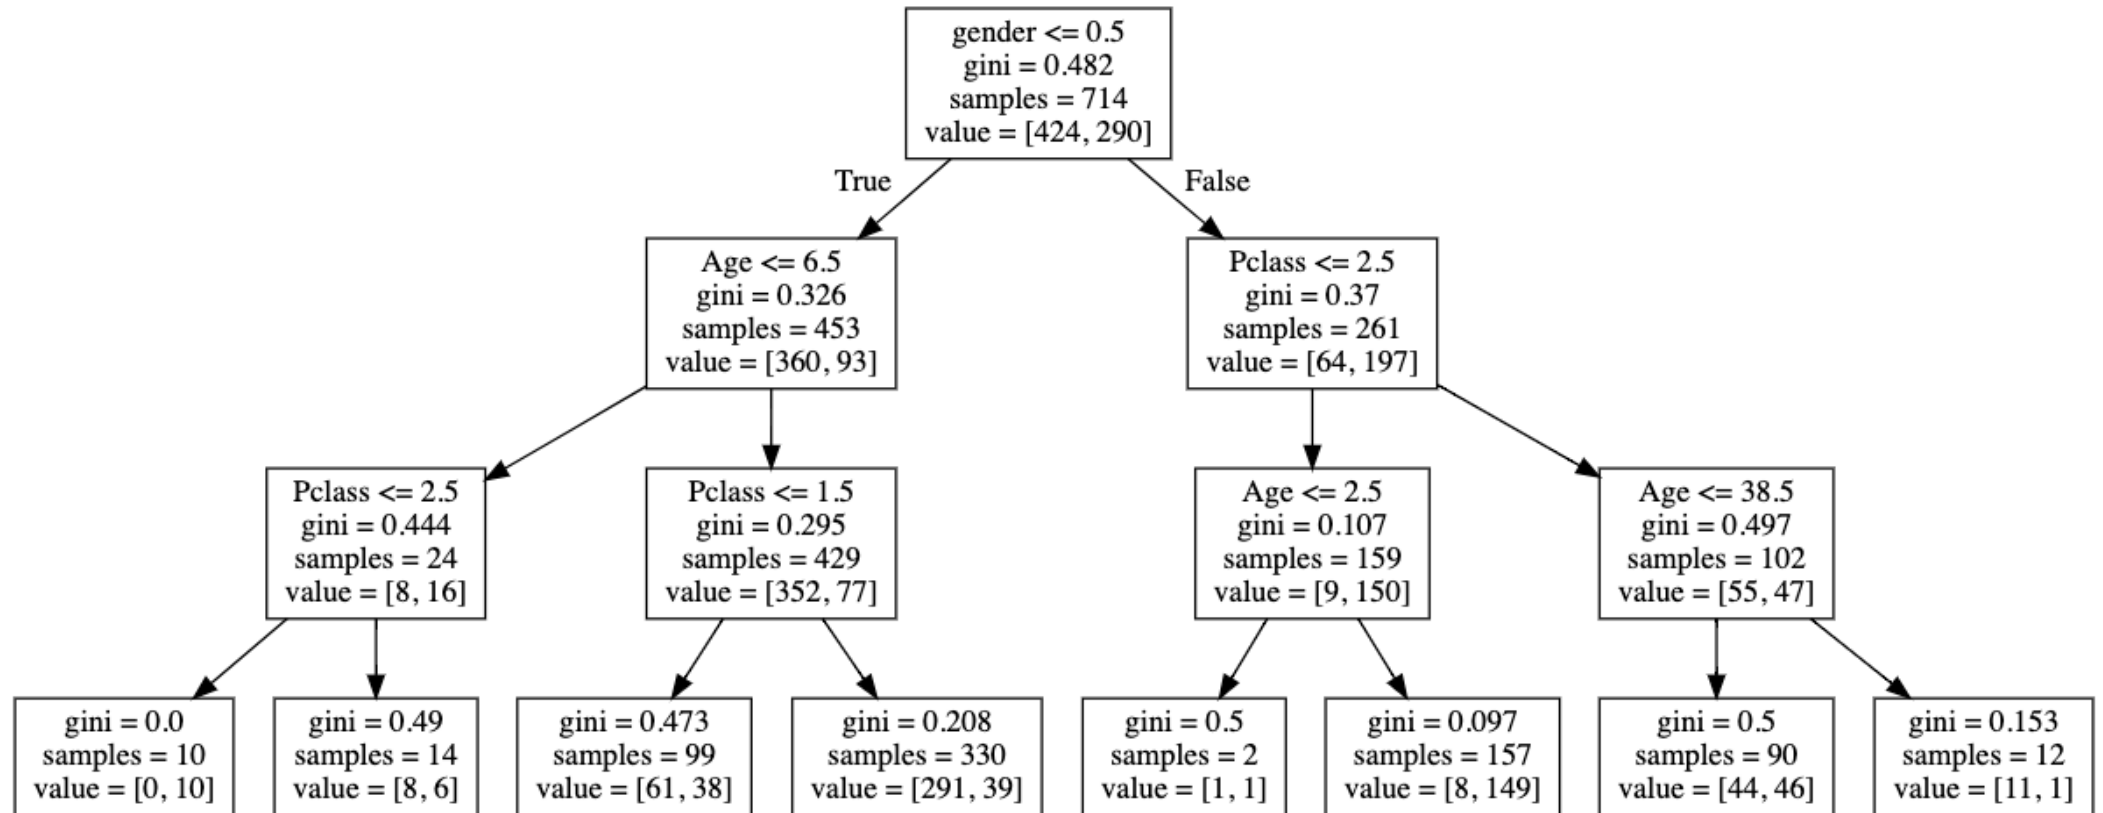 gender <= 0.5
gini = 0.482
samples = 714
value = [424, 290]
True
False
Age <= 6.5
gini = 0.326
samples = 453
value = [360, 93]
Pclass <= 2.5
gini = 0.37
samples = 261
value = [64, 197]
Pclass <= 2.5
gini = 0.444
samples = 24
value = [8, 16]
Pclass <= 1.5
gini = 0.295
samples = 429
value = [352, 77]
Age <= 2.5
gini = 0.107
samples = 159
value = [9, 150]
Age <= 38.5
gini = 0.497
samples = 102
value = [55, 47]
gini = 0.0
samples = 10
value = [0, 10]
gini = 0.49
samples = 14
value = [8, 6]
gini = 0.473
samples = 99
value = [61, 38]
gini = 0.208
samples = 330
value = [291, 39]
gini = 0.5
samples = 2
value = [1, 1]
gini = 0.097
samples = 157
value = [8, 149]
gini = 0.5
samples = 90
value = [44, 46]
gini = 0.153
samples = 12
value = [11, 1]